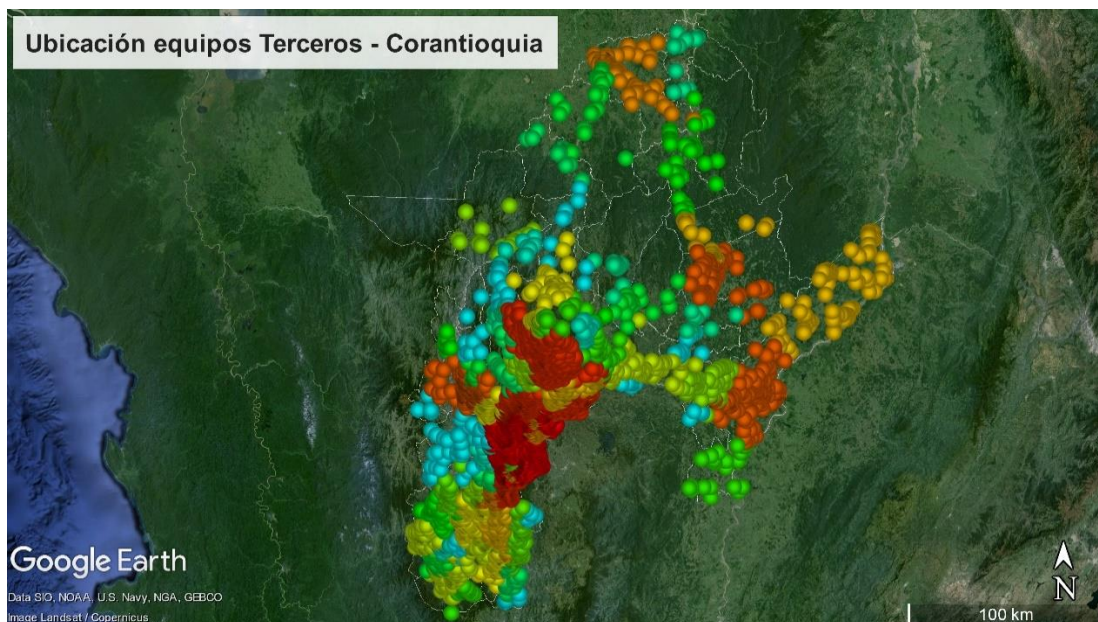 Ubicación equipos Terceros - Corantioquia
Google Earth
Data SIO, NOAA, U.S. Navy, NGA, GEBCO
Image Landsat / Copernicus
N
100 km